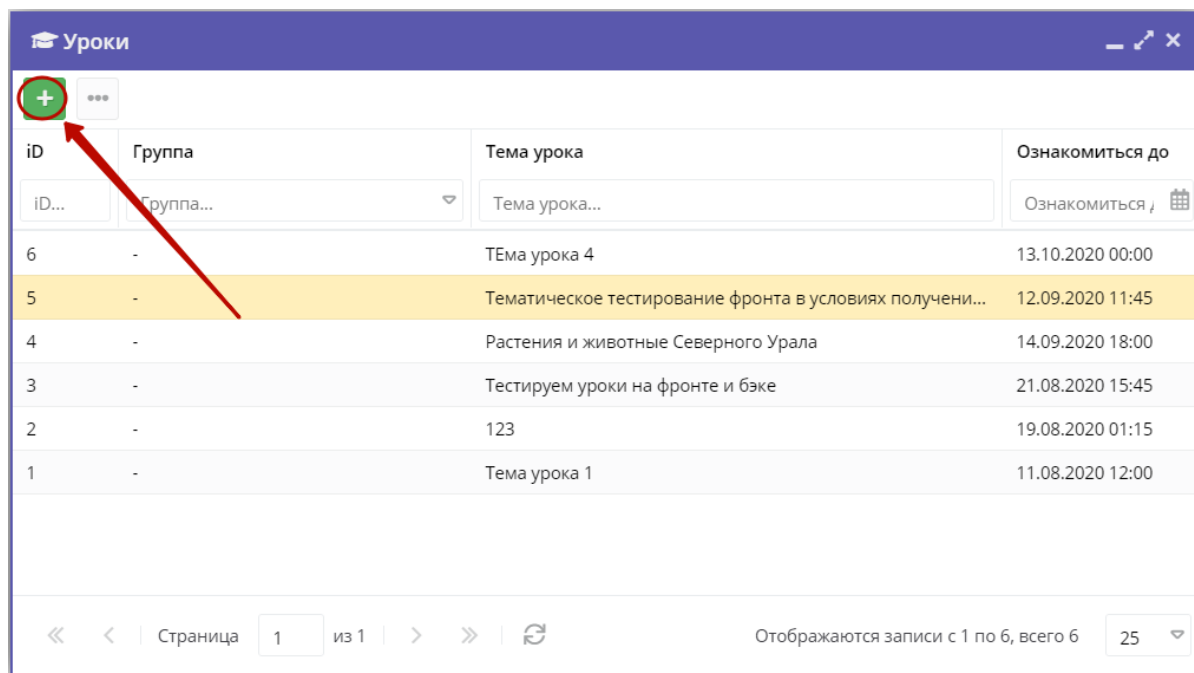 Уроки
iD Группа Тема урока Ознакомиться до
iD... Группа... Тема урока... Ознакомиться
6 - ТЕма урока 4 13.10.2020 00:00
5 - Тематическое тестирование фронта в условиях получени... 12.09.2020 11:45
4 - Растения и животные Северного Урала 14.09.2020 18:00
3 - Тестируем уроки на фронте и бэке 21.08.2020 15:45
2 - 123 19.08.2020 01:15
1 - Тема урока 1 11.08.2020 12:00
Страница 1 из 1 Отображаются записи с 1 по 6, всего 6 25